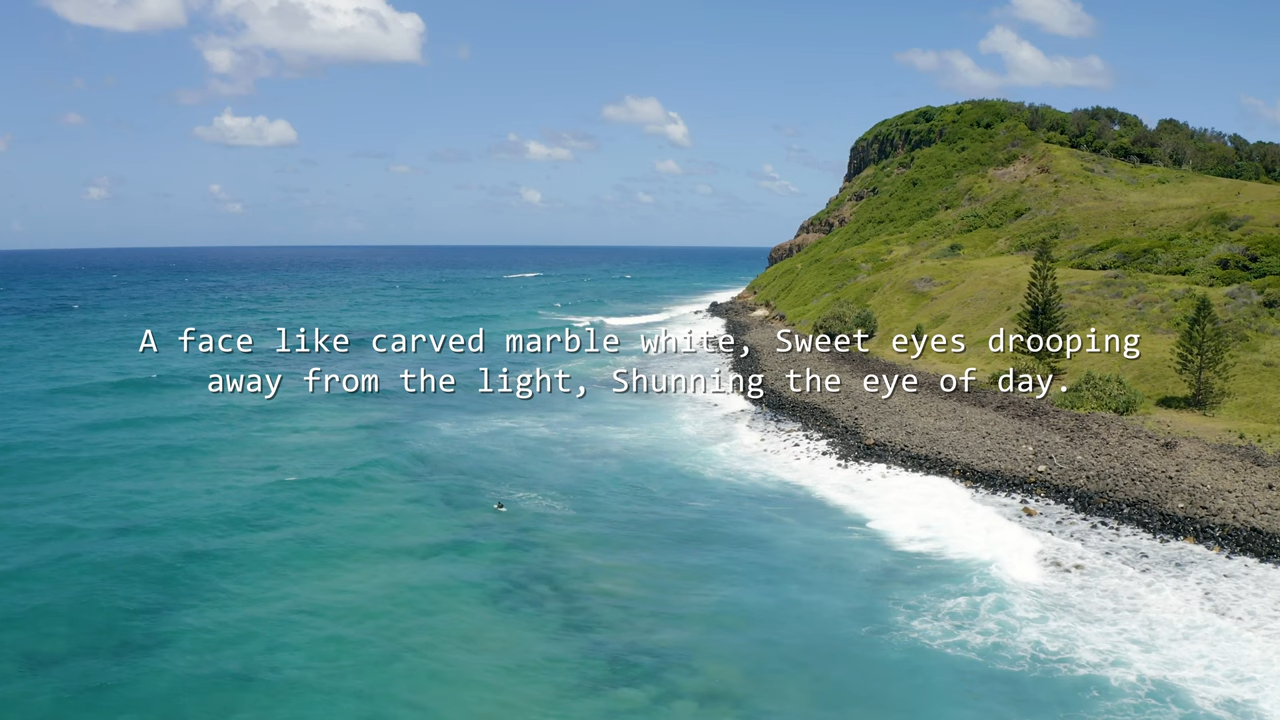 A face like carved marble white, Sweet eyes drooping
away from the light, Shunning the eye of day.